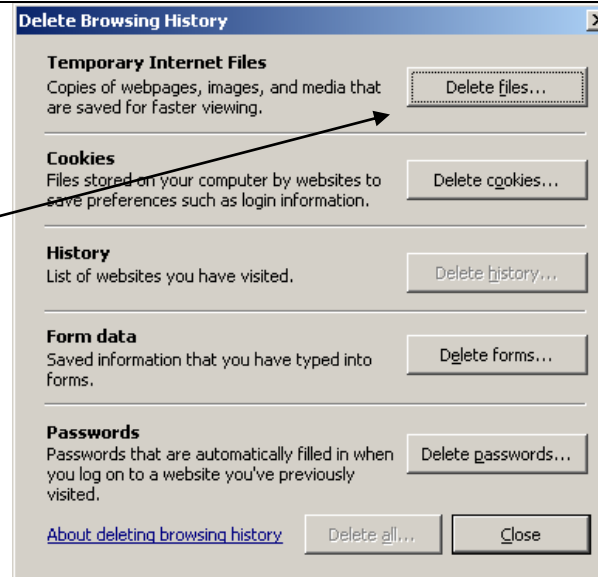 Delete Browsing History
Temporary Internet Files
Copies of webpages, images, and media that
are saved for faster viewing.
Delete files...
Cookies
Files stored on your computer by websites to
save preferences such as login information.
Delete cookies...
History
List of websites you have visited.
Delete history...
Form data
Saved information that you have typed into
forms.
Delete forms...
Passwords
Passwords that are automatically filled in when
you log on to a website you've previously
visited.
Delete passwords...
About deleting browsing history
Delete all...
Close